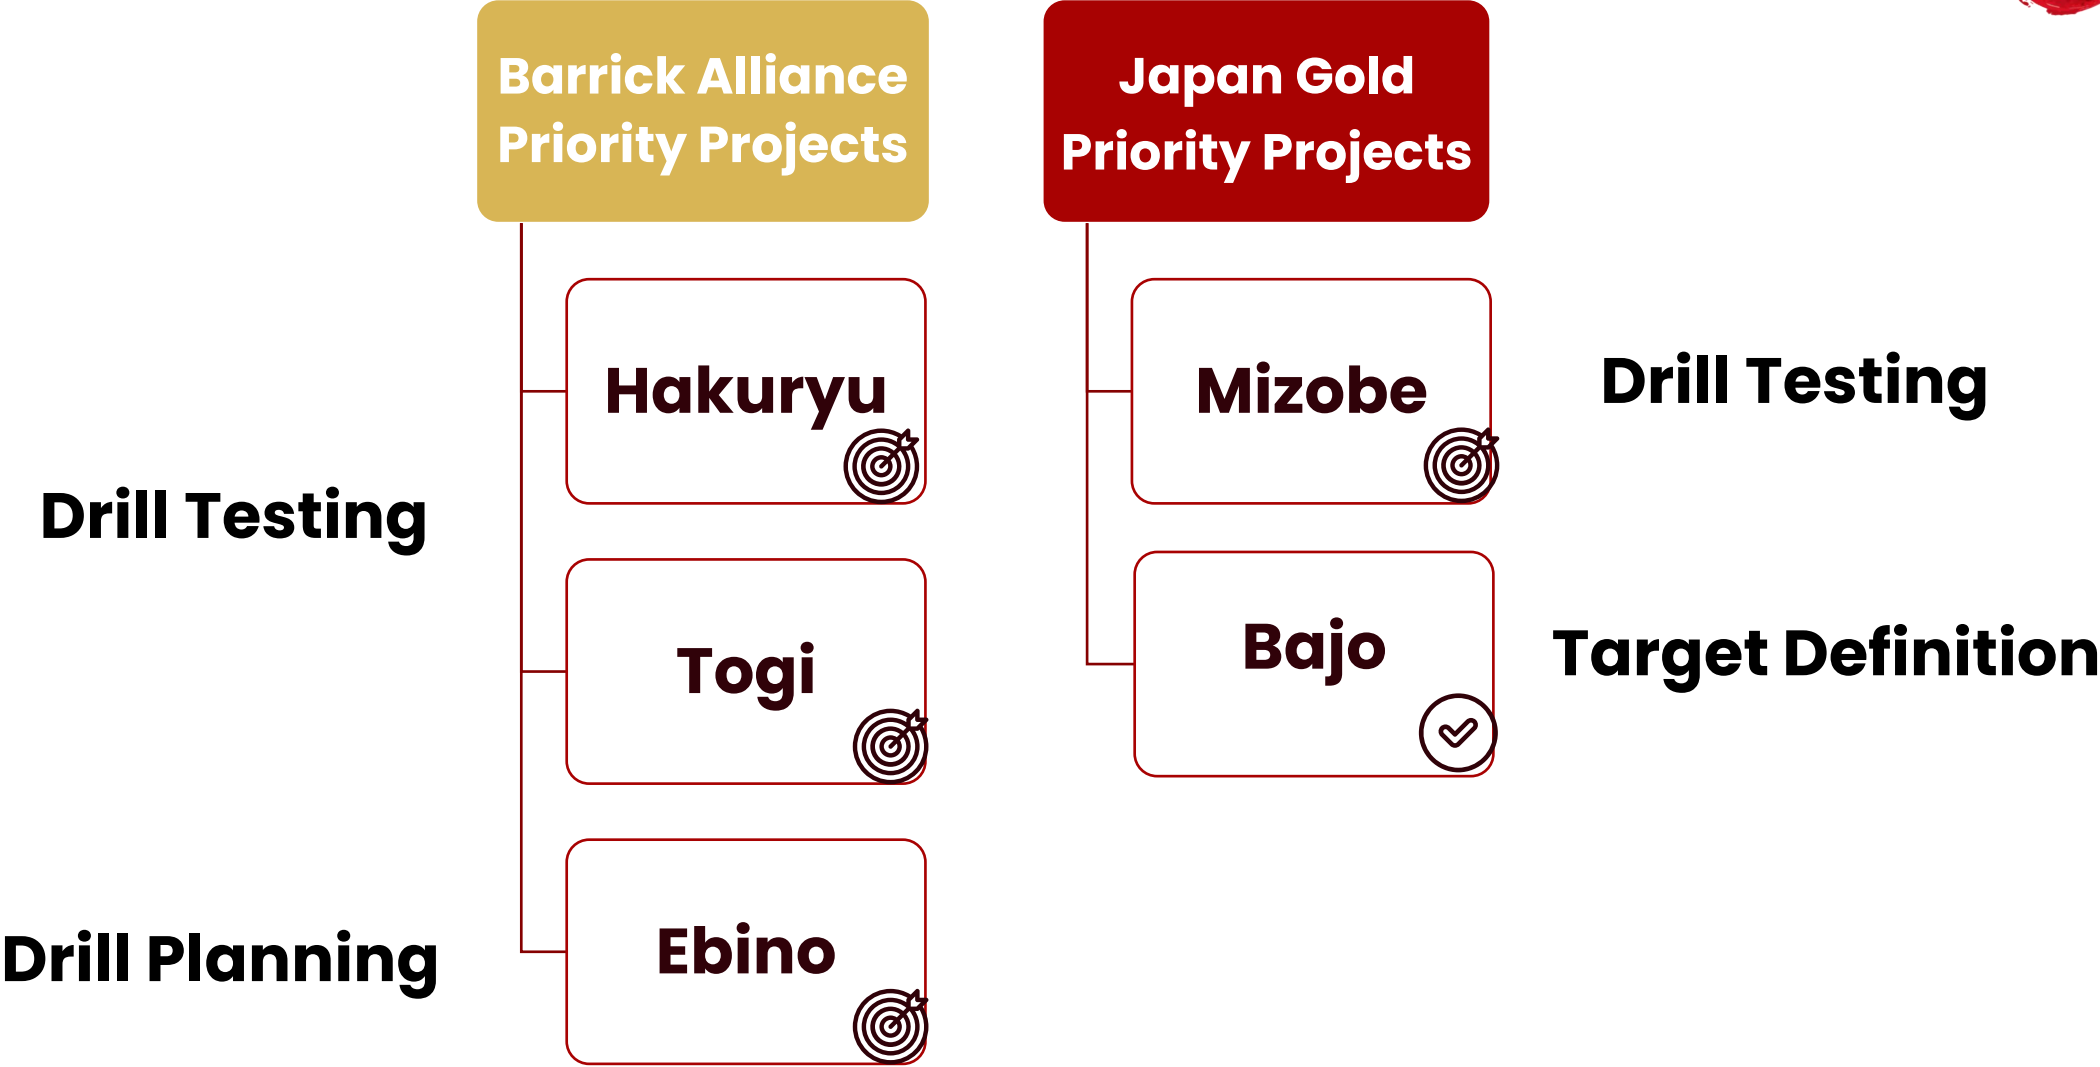 Barrick Alliance
Priority Projects
Japan Gold
Priority Projects
Hakuryu
Mizobe
Drill Testing
Drill Testing
Togi
Bajo
Target Definition
Drill Planning
Ebino